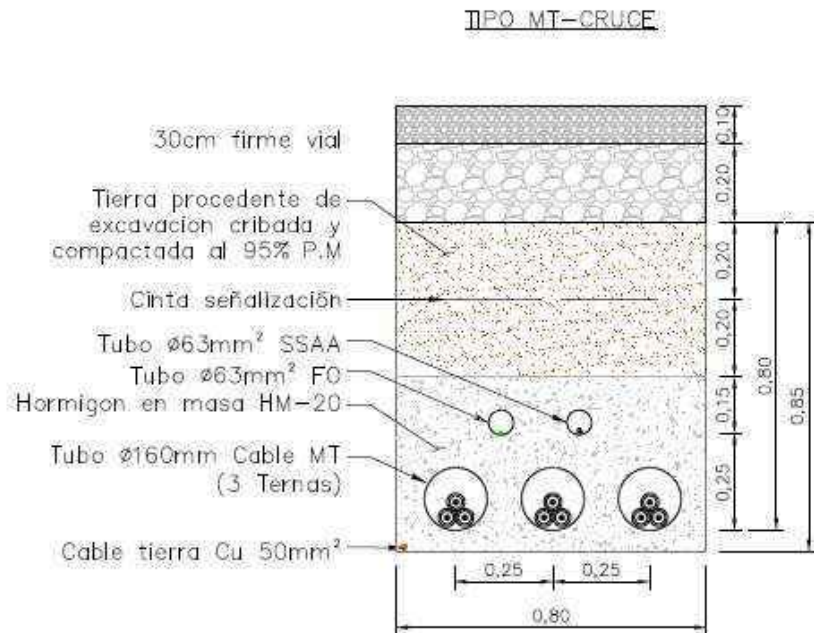 TIPO MT-CRUCE
30cm firme vial
0,10
0,20
Tierra procedente de
excavacion cribada y
compactada al 95% P.M
0,20
Cinta señalización
0,20
Tubo ø63mm² SSAA
Tubo ø63mm² FO
Hormigon en masa HM-20
0,15
0,80
0,85
Tubo ø160mm Cable MT
(3 Ternas)
0,25
Cable tierra Cu 50mm²
0,25
0,25
0,80